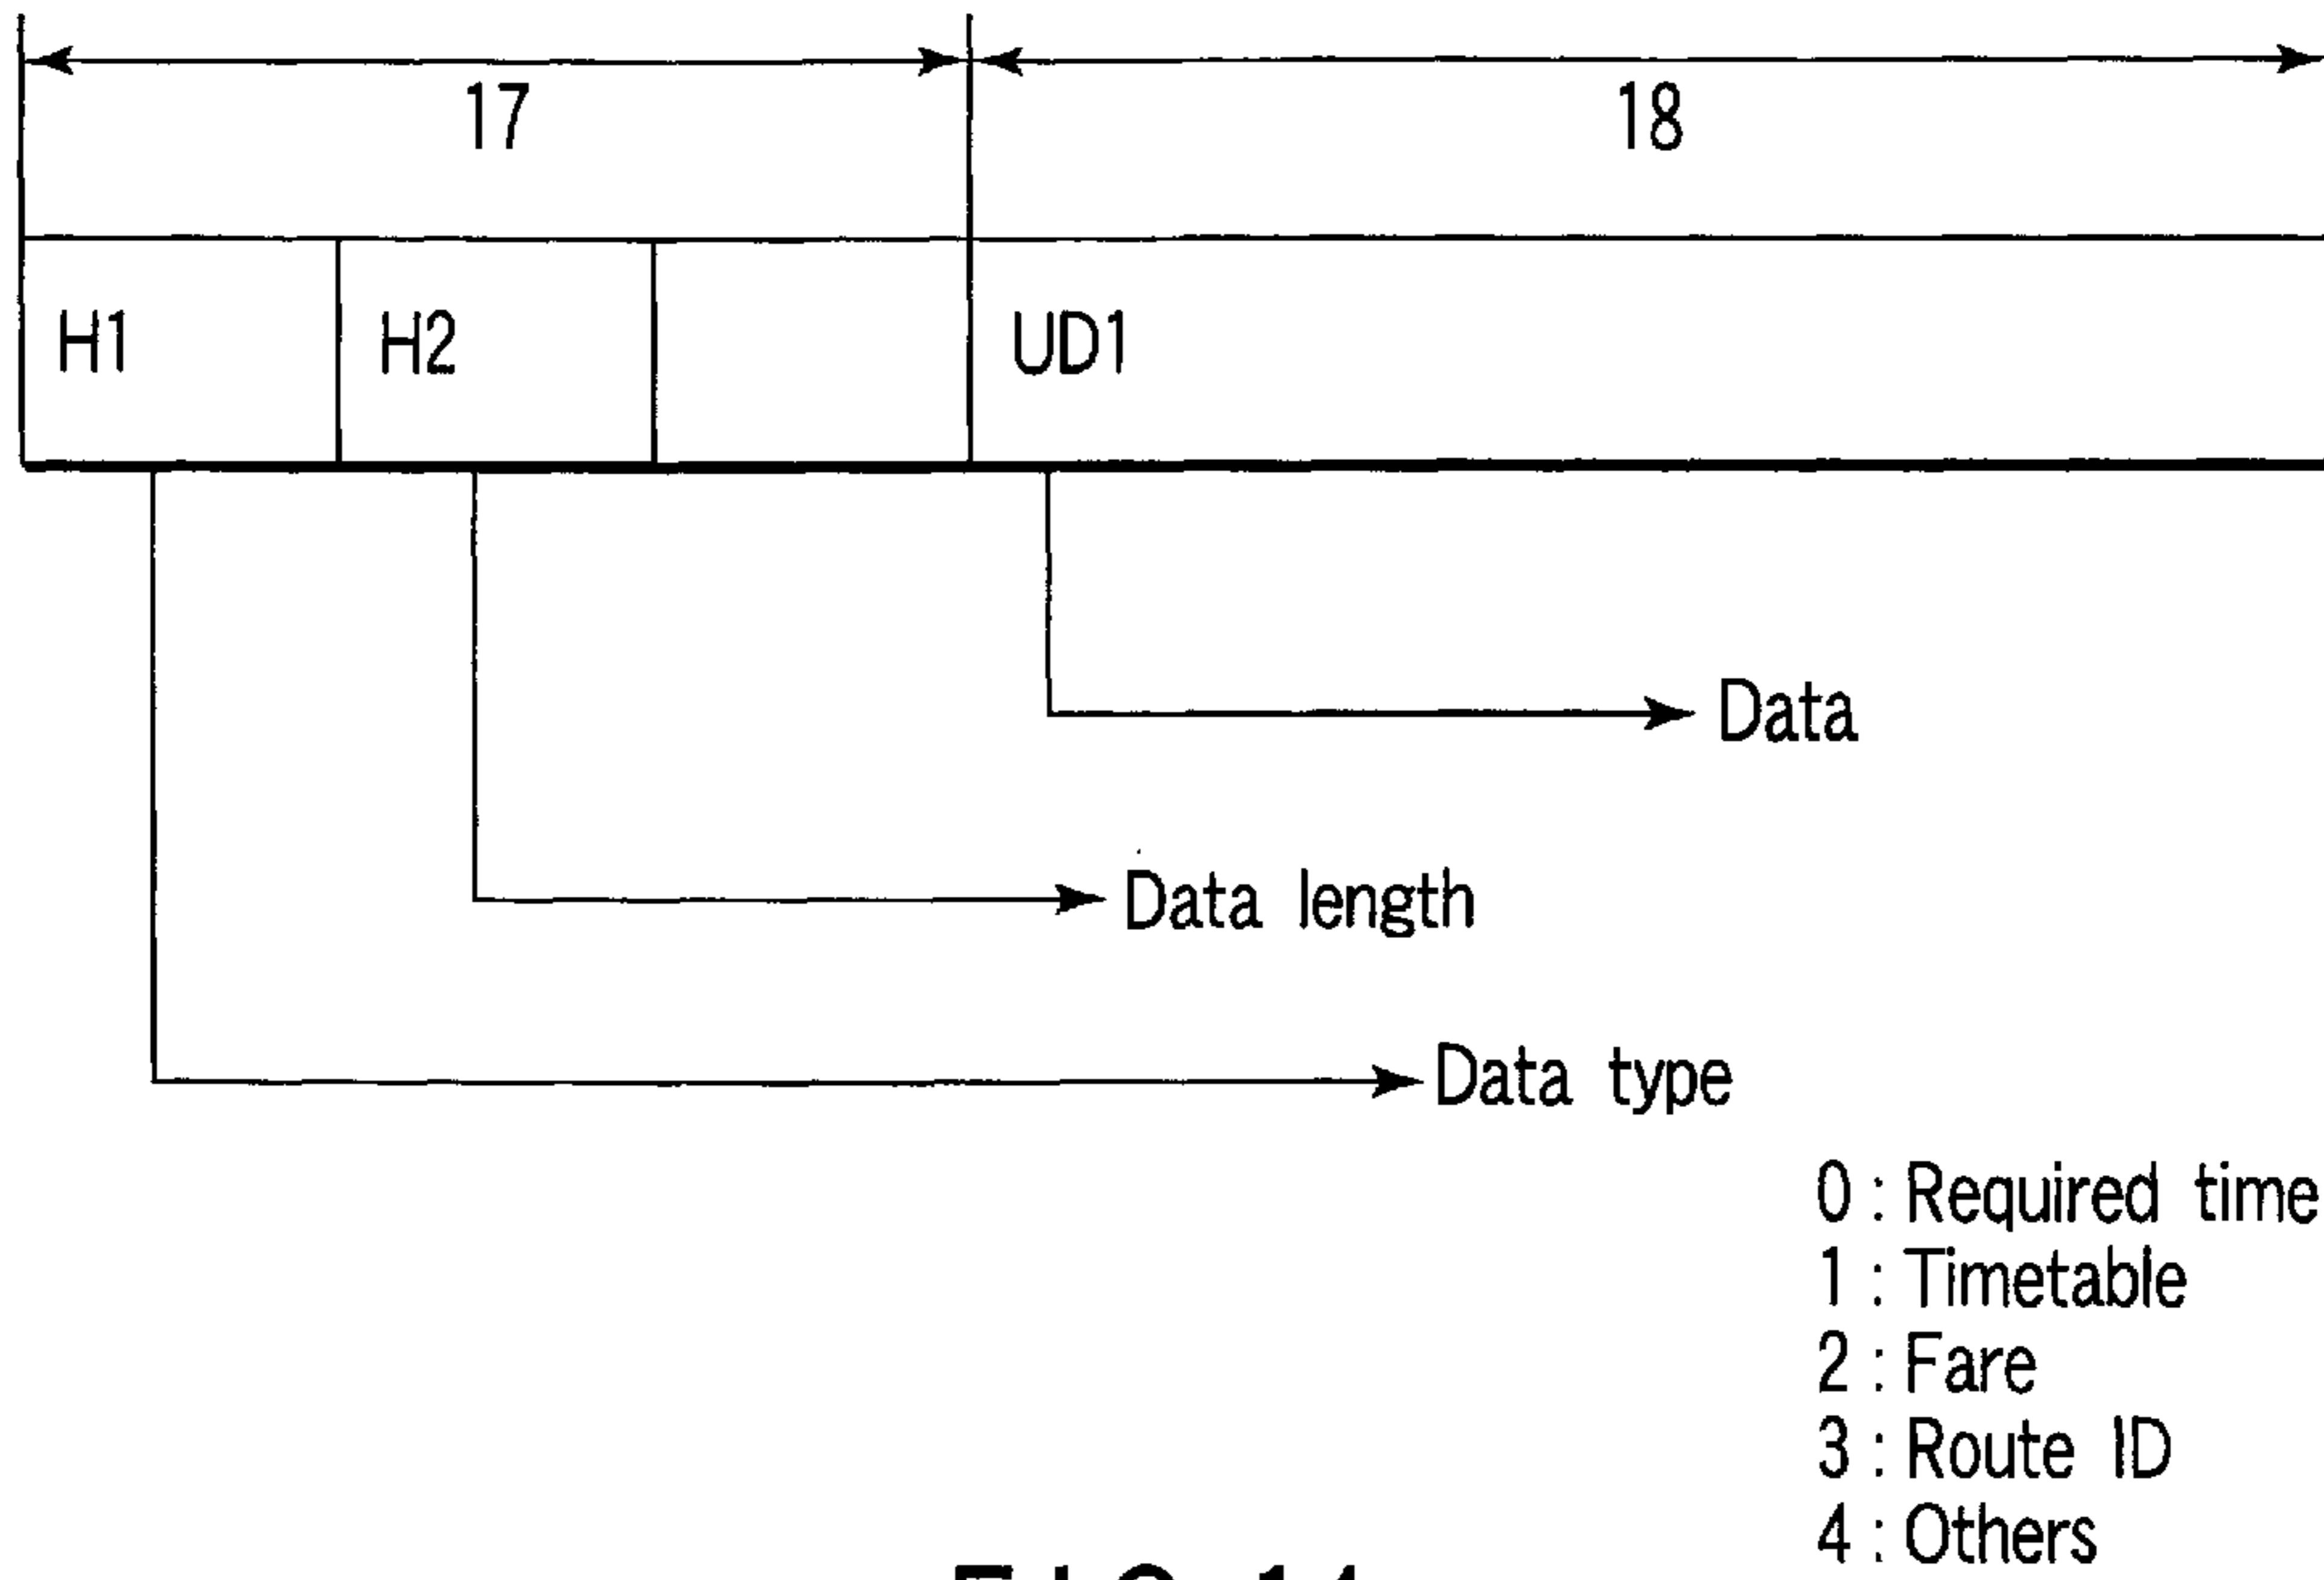 17 18
H1 H2 UD1
Data
Data length
Data type
0 : Required time
1 : Timetable
2 : Fare
3 : Route ID
4 : Others